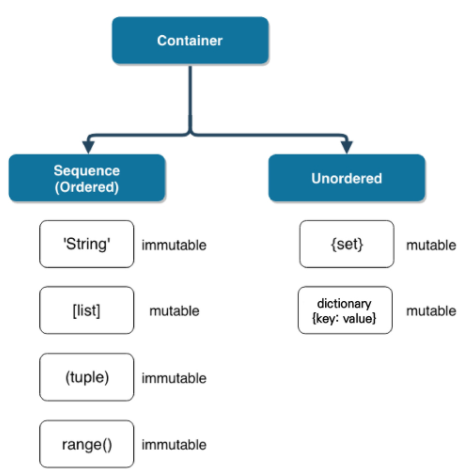 Container
Sequence
(Ordered)
Unordered
'String'
immutable
{set}
mutable
[list]
mutable
dictionary
{key: value}
mutable
(tuple)
immutable
range()
immutable